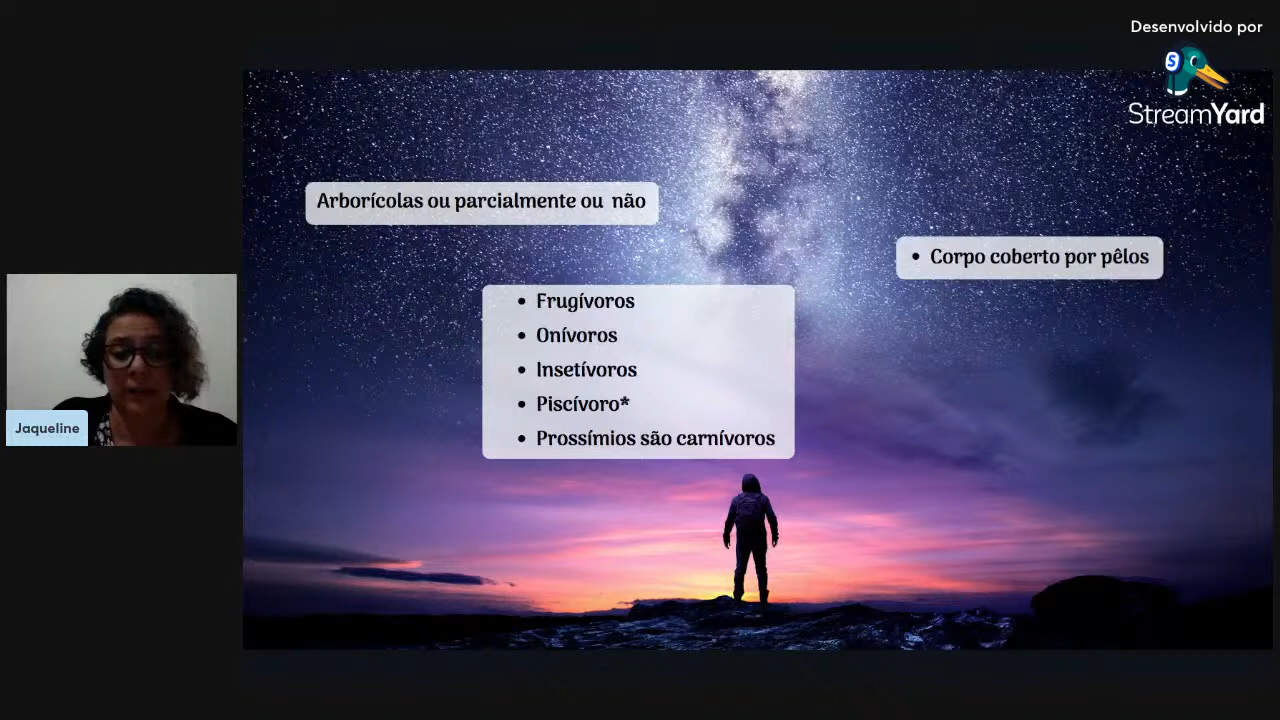 Desenvolvido por
S
StreamYard
Arborícolas ou parcialmente ou não
• Corpo coberto por pêlos
• Frugívoros
• Onívoros
• Insetívoros
• Piscívoro*
• Prossímios são carnívoros
Jaqueline